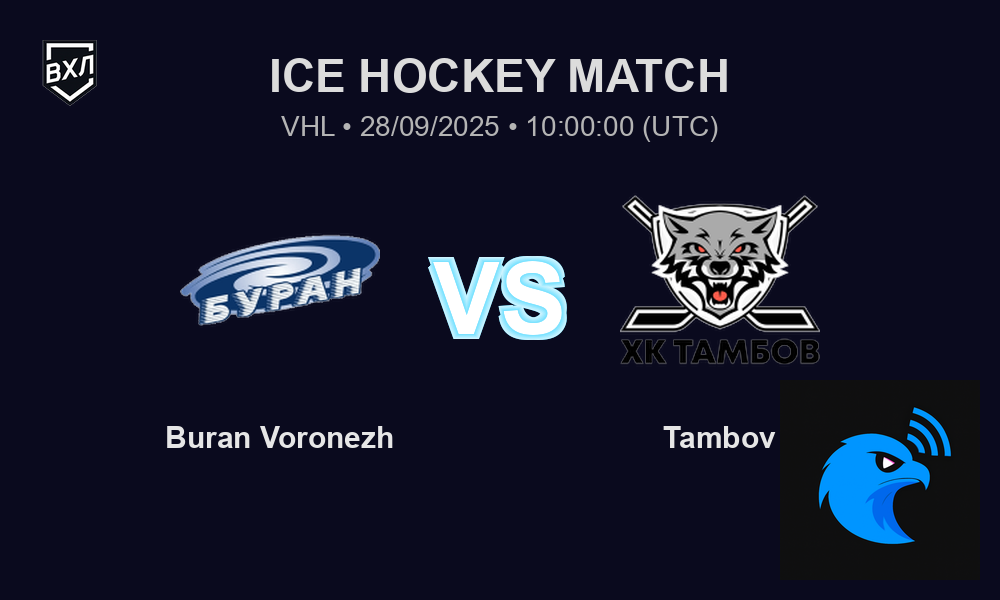 ВХЛ
ICE HOCKEY MATCH
VHL • 28/09/2025 • 10:00:00 (UTC)
БУРАН
VS
ХК ТАМБОВ
Buran Voronezh
Tambov